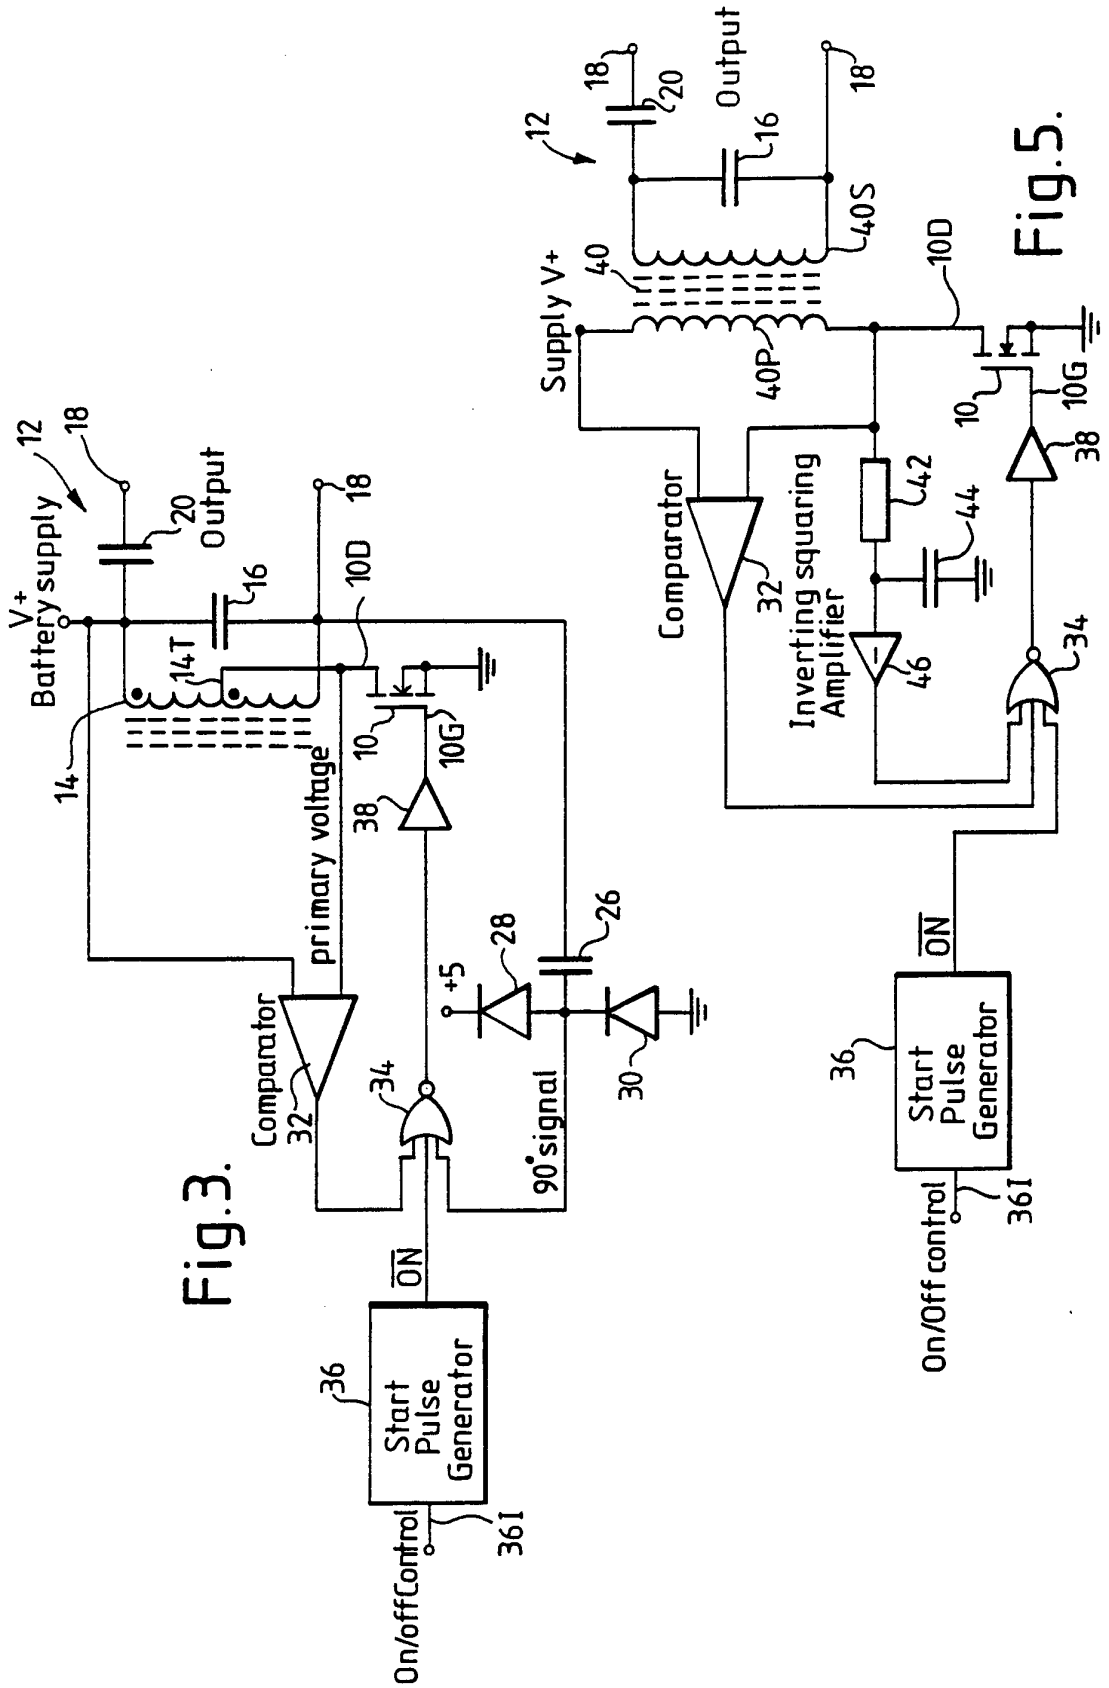 Fig.3.
On/off Control
36I
Start
Pulse
Generator
36
ON
Comparator
32
34
90° signal
30
28
+5
26
38
primary voltage
10
10G
10D
14
14T
V+
Battery supply
16
20
Output
12
18
18
Fig.5.
On/Off control
36I
Start
Pulse
Generator
36
ON
Comparator
32
34
Inverting squaring
Amplifier
46
44
42
38
10
10G
10D
Supply V+
40
40P
40S
16
20
Output
12
18
18